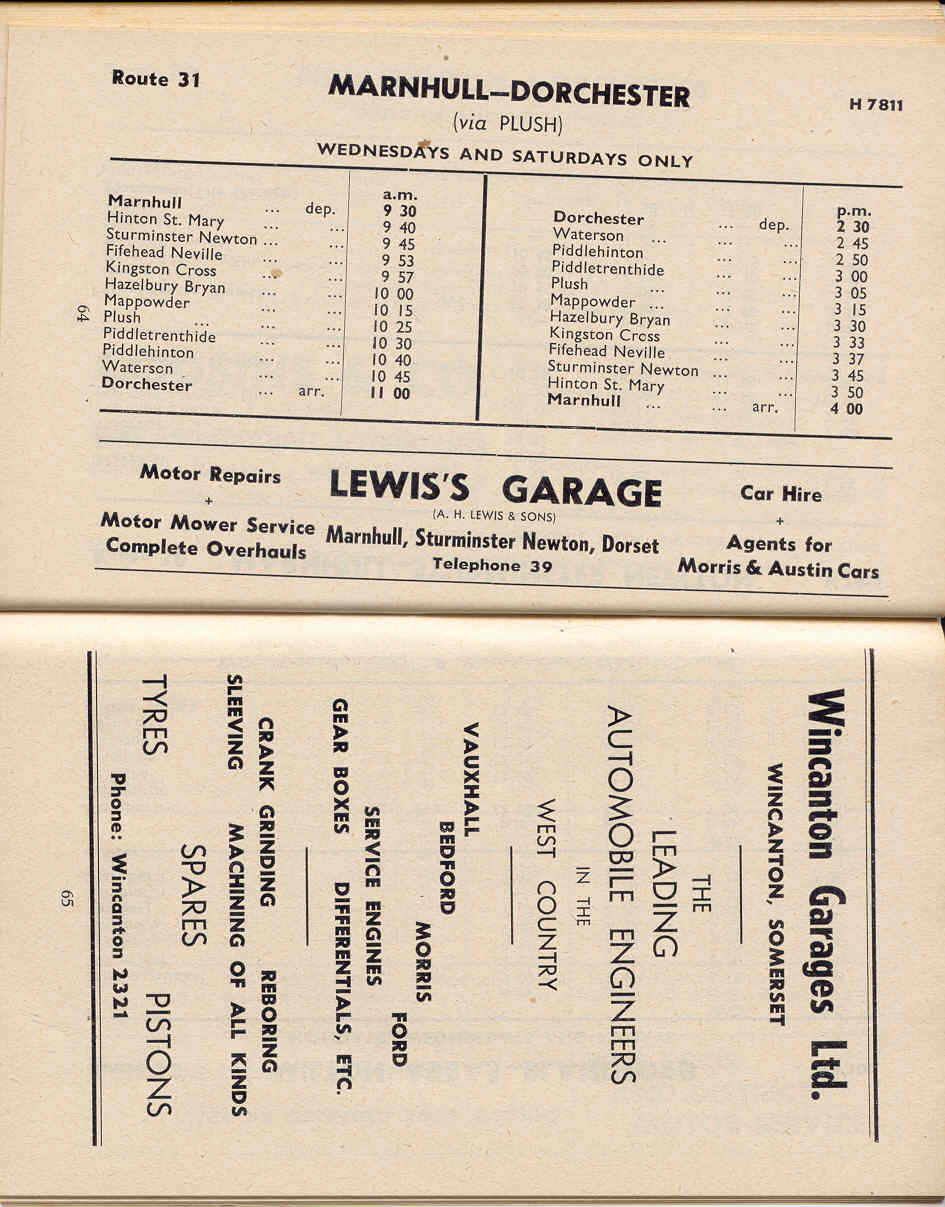 Route 31
MARNHULL—DORCHESTER
H 7811
(via PLUSH)
WEDNESDAYS AND SATURDAYS ONLY
a.m.
Marnhull ... dep. 9 30
Hinton St. Mary ... ... 9 40
Sturminster Newton ... ... 9 45
Fifehead Neville ... ... 9 53
Kingston Cross ... ... 9 57
Hazelbury Bryan ... ... 10 00
Mappowder ... ... 10 15
Plush ... ... ... 10 25
Piddletrenthide ... ... 10 30
Piddlehinton ... ... 10 40
Waterson ... ... 10 45
Dorchester ... arr. 11 00
p.m.
Dorchester ... dep. 2 30
Waterson ... ... ... 2 45
Piddlehinton ... ... 2 50
Piddletrenthide ... ... 3 00
Plush ... ... ... 3 05
Mappowder ... ... ... 3 15
Hazelbury Bryan ... ... 3 30
Kingston Cross ... ... 3 33
Fifehead Neville ... ... 3 37
Sturminster Newton ... ... 3 45
Hinton St. Mary ... ... 3 50
Marnhull ... ... arr. 4 00
64
Motor Repairs
+
Motor Mower Service
Complete Overhauls
LEWIS'S GARAGE
(A. H. LEWIS & SONS)
Marnhull, Sturminster Newton, Dorset
Telephone 39
Car Hire
+
Agents for
Morris & Austin Cars
Wincanton Garages Ltd.
WINCANTON, SOMERSET
THE
LEADING
AUTOMOBILE ENGINEERS
IN THE
WEST COUNTRY
VAUXHALL
BEDFORD
MORRIS
FORD
SERVICE ENGINES
GEAR BOXES DIFFERENTIALS, ETC.
CRANK GRINDING REBORING
SLEEVING MACHINING OF ALL KINDS
SPARES
TYRES PISTONS
Phone: Wincanton 2321
65